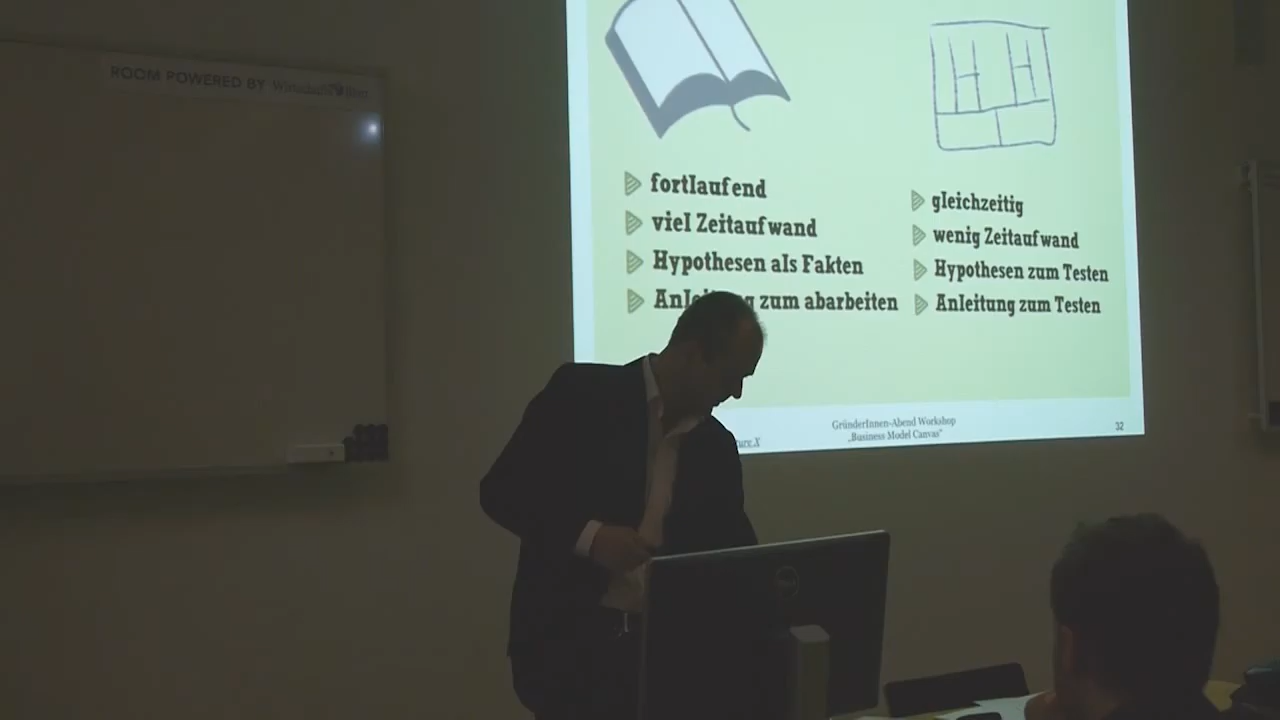 ROOM POWERED BY
fortlaufend
viel Zeitaufwand
Hypothesen als Fakten
zum abarbeiten
gleichzeitig
wenig Zeitaufwand
Hypothesen zum Testen
Anleitung zum Testen
GründerInnen-Abend Workshop
„Business Model Canvas"
32
DELL